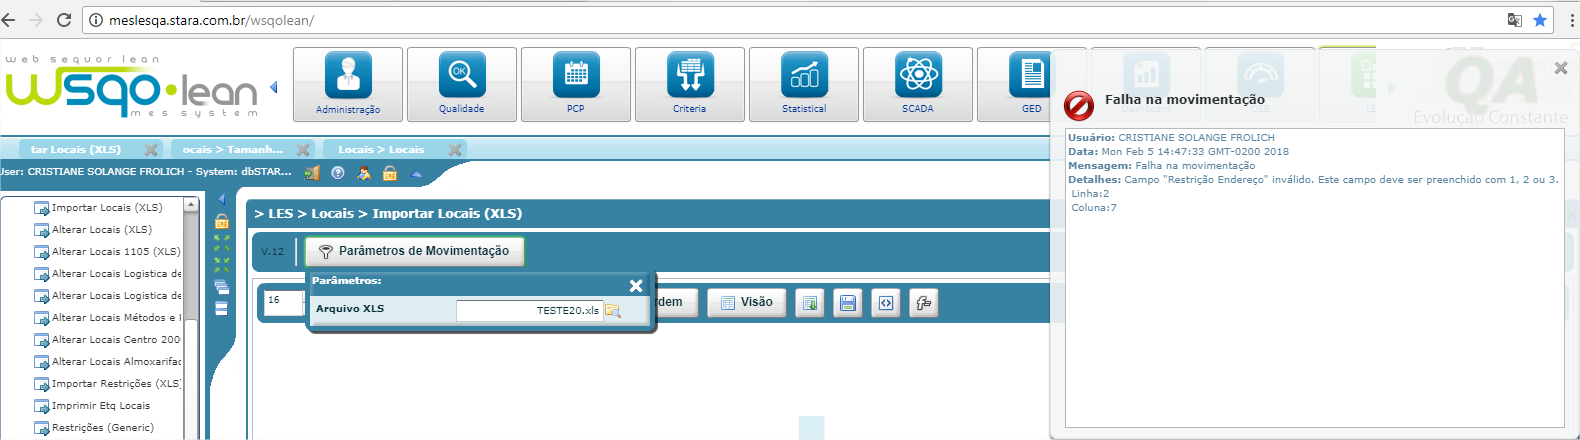 meslesqa.stara.com.br/wsqolean/
web sequor lean
wsqo•lean
mes system
Administração
Qualidade
PCP
Criteria
Statistical
SCADA
GED
QA
Evolução Constante
tar Locais (XLS)
ocais > Tamanh...
Locais > Locais
User: CRISTIANE SOLANGE FROLICH - System: dbSTAR...
Importar Locais (XLS)
Alterar Locais (XLS)
Alterar Locais 1105 (XLS)
Alterar Locais Logistica de
Alterar Locais Logistica de
Alterar Locais Métodos e
Alterar Locais Centro 200
Alterar Locais Almoxarifad
Importar Restrições (XLS)
Imprimir Etq Locais
Restrições (Generic)
> LES > Locais > Importar Locais (XLS)
V.12
Parâmetros de Movimentação
Parâmetros:
Arquivo XLS
TESTE20.xls
16
rdem
Visão
Falha na movimentação
Usuário: CRISTIANE SOLANGE FROLICH
Data: Mon Feb 5 14:47:33 GMT-0200 2018
Mensagem: Falha na movimentação
Detalhes: Campo "Restrição Endereço" inválido. Este campo deve ser preenchido com 1, 2 ou 3.
Linha:2
Coluna:7